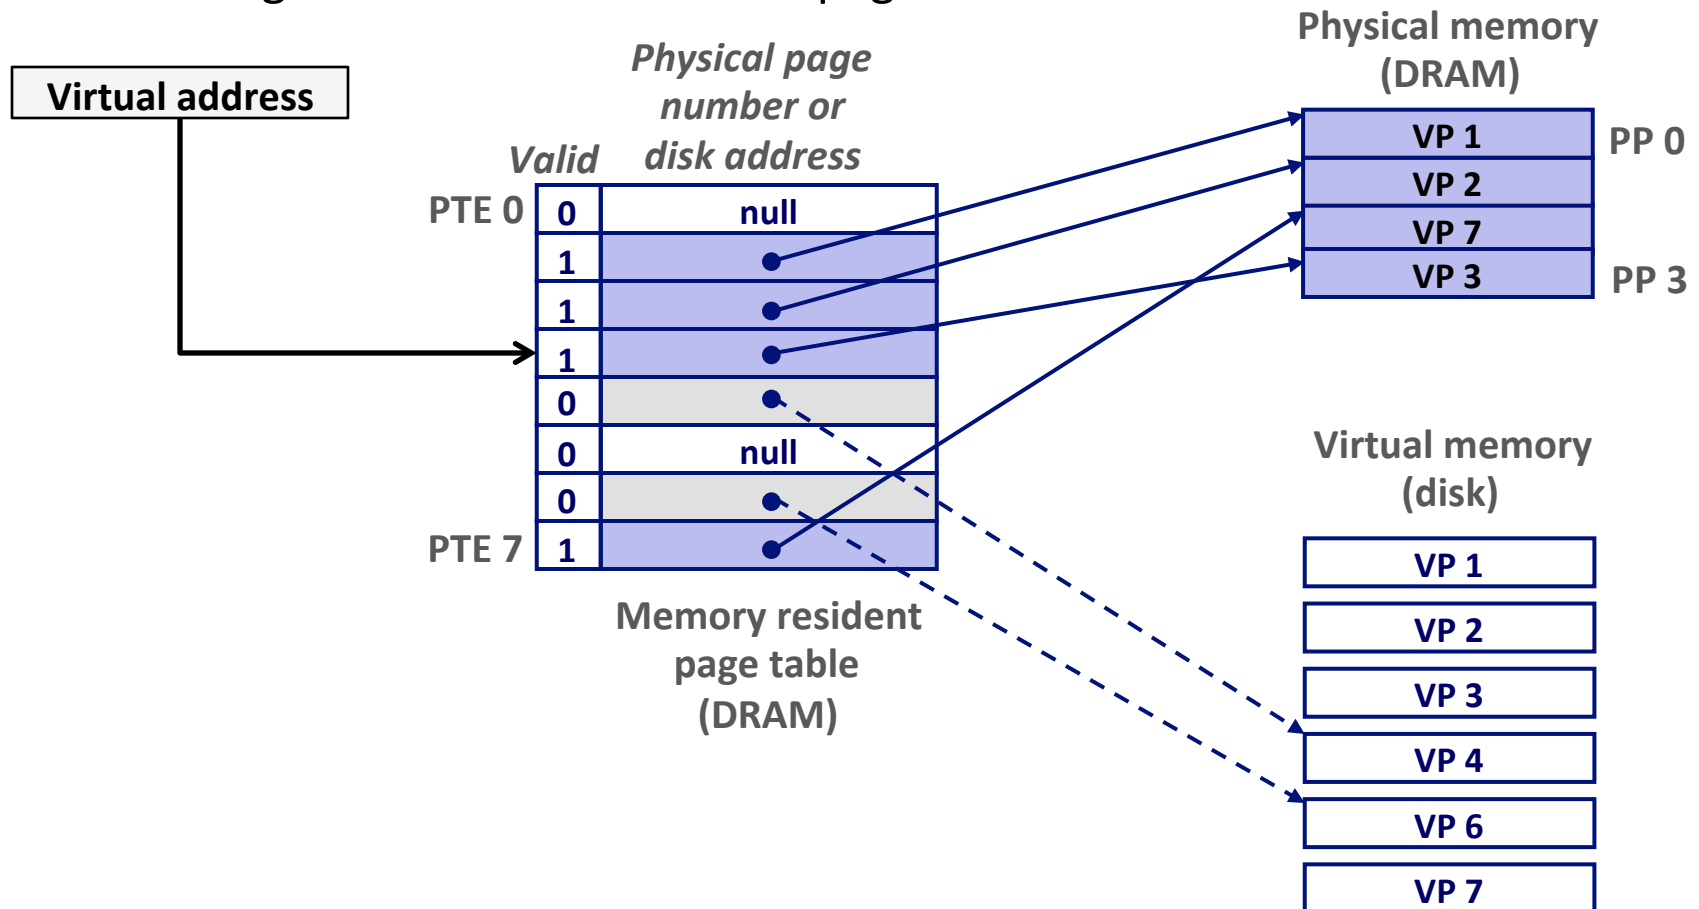 Virtual address
Physical page
number or
disk address
Valid
PTE 0
0
null
1
1
1
0
0
null
0
PTE 7
1
Memory resident
page table
(DRAM)
Physical memory
(DRAM)
VP 1
PP 0
VP 2
VP 7
VP 3
PP 3
Virtual memory
(disk)
VP 1
VP 2
VP 3
VP 4
VP 6
VP 7